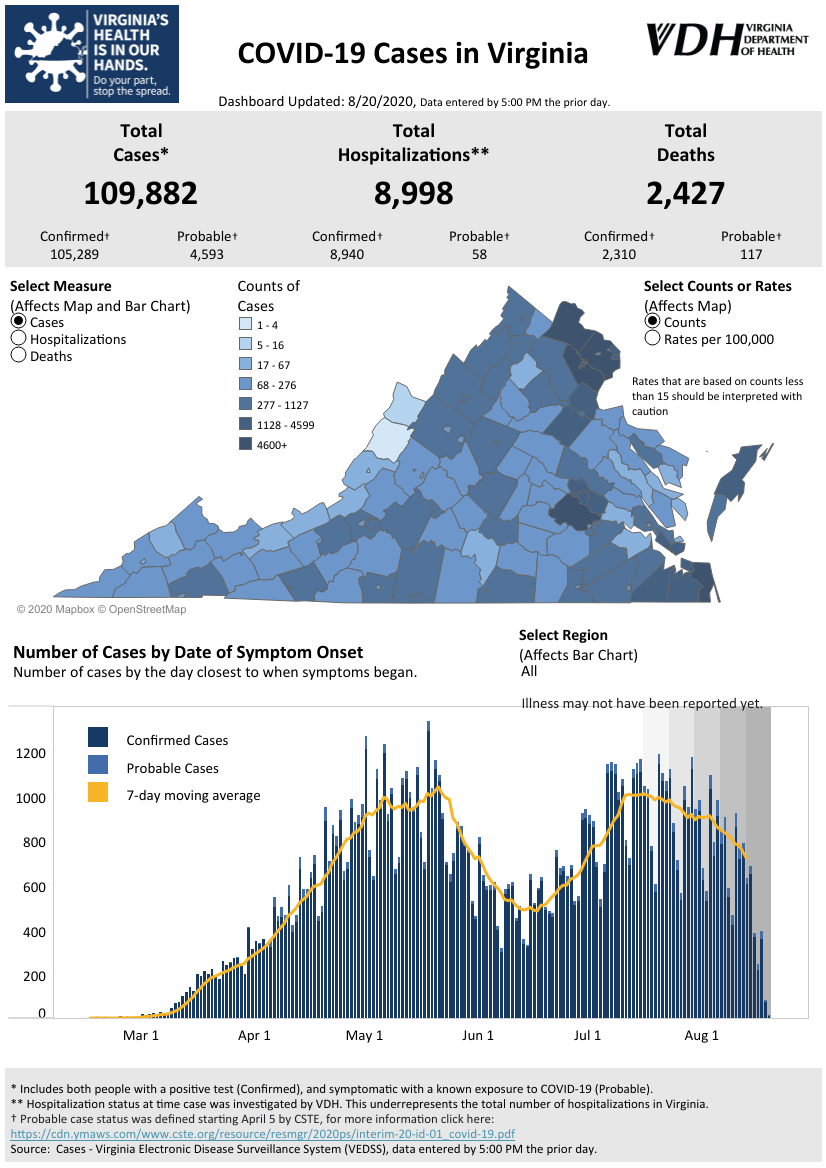 VIRGINIA'S
HEALTH
IS IN OUR
HANDS.
Do your part,
stop the spread.
COVID-19 Cases in Virginia
VDH VIRGINIA
DEPARTMENT
OF HEALTH
Dashboard Updated: 8/20/2020, Data entered by 5:00 PM the prior day.
Total
Cases*
109,882
Confirmed†
105,289
Probable†
4,593
Total
Hospitalizations**
8,998
Confirmed†
8,940
Probable†
58
Total
Deaths
2,427
Confirmed†
2,310
Probable†
117
Select Measure
(Affects Map and Bar Chart)
Cases
Hospitalizations
Deaths
Counts of
Cases
1 - 4
5 - 16
17 - 67
68 - 276
277 - 1127
1128 - 4599
4600+
Select Counts or Rates
(Affects Map)
Counts
Rates per 100,000
Rates that are based on counts less
than 15 should be interpreted with
caution
© 2020 Mapbox © OpenStreetMap
Number of Cases by Date of Symptom Onset
Number of cases by the day closest to when symptoms began.
Select Region
(Affects Bar Chart)
All
Illness may not have been reported yet.
Confirmed Cases
Probable Cases
7-day moving average
1200
1000
800
600
400
200
0
Mar 1
Apr 1
May 1
Jun 1
Jul 1
Aug 1
* Includes both people with a positive test (Confirmed), and symptomatic with a known exposure to COVID-19 (Probable).
** Hospitalization status at time case was investigated by VDH. This underrepresents the total number of hospitalizations in Virginia.
† Probable case status was defined starting April 5 by CSTE, for more information click here:
https://cdn.ymaws.com/www.cste.org/resource/resmgr/2020ps/interim-20-id-01_covid-19.pdf
Source: Cases - Virginia Electronic Disease Surveillance System (VEDSS), data entered by 5:00 PM the prior day.